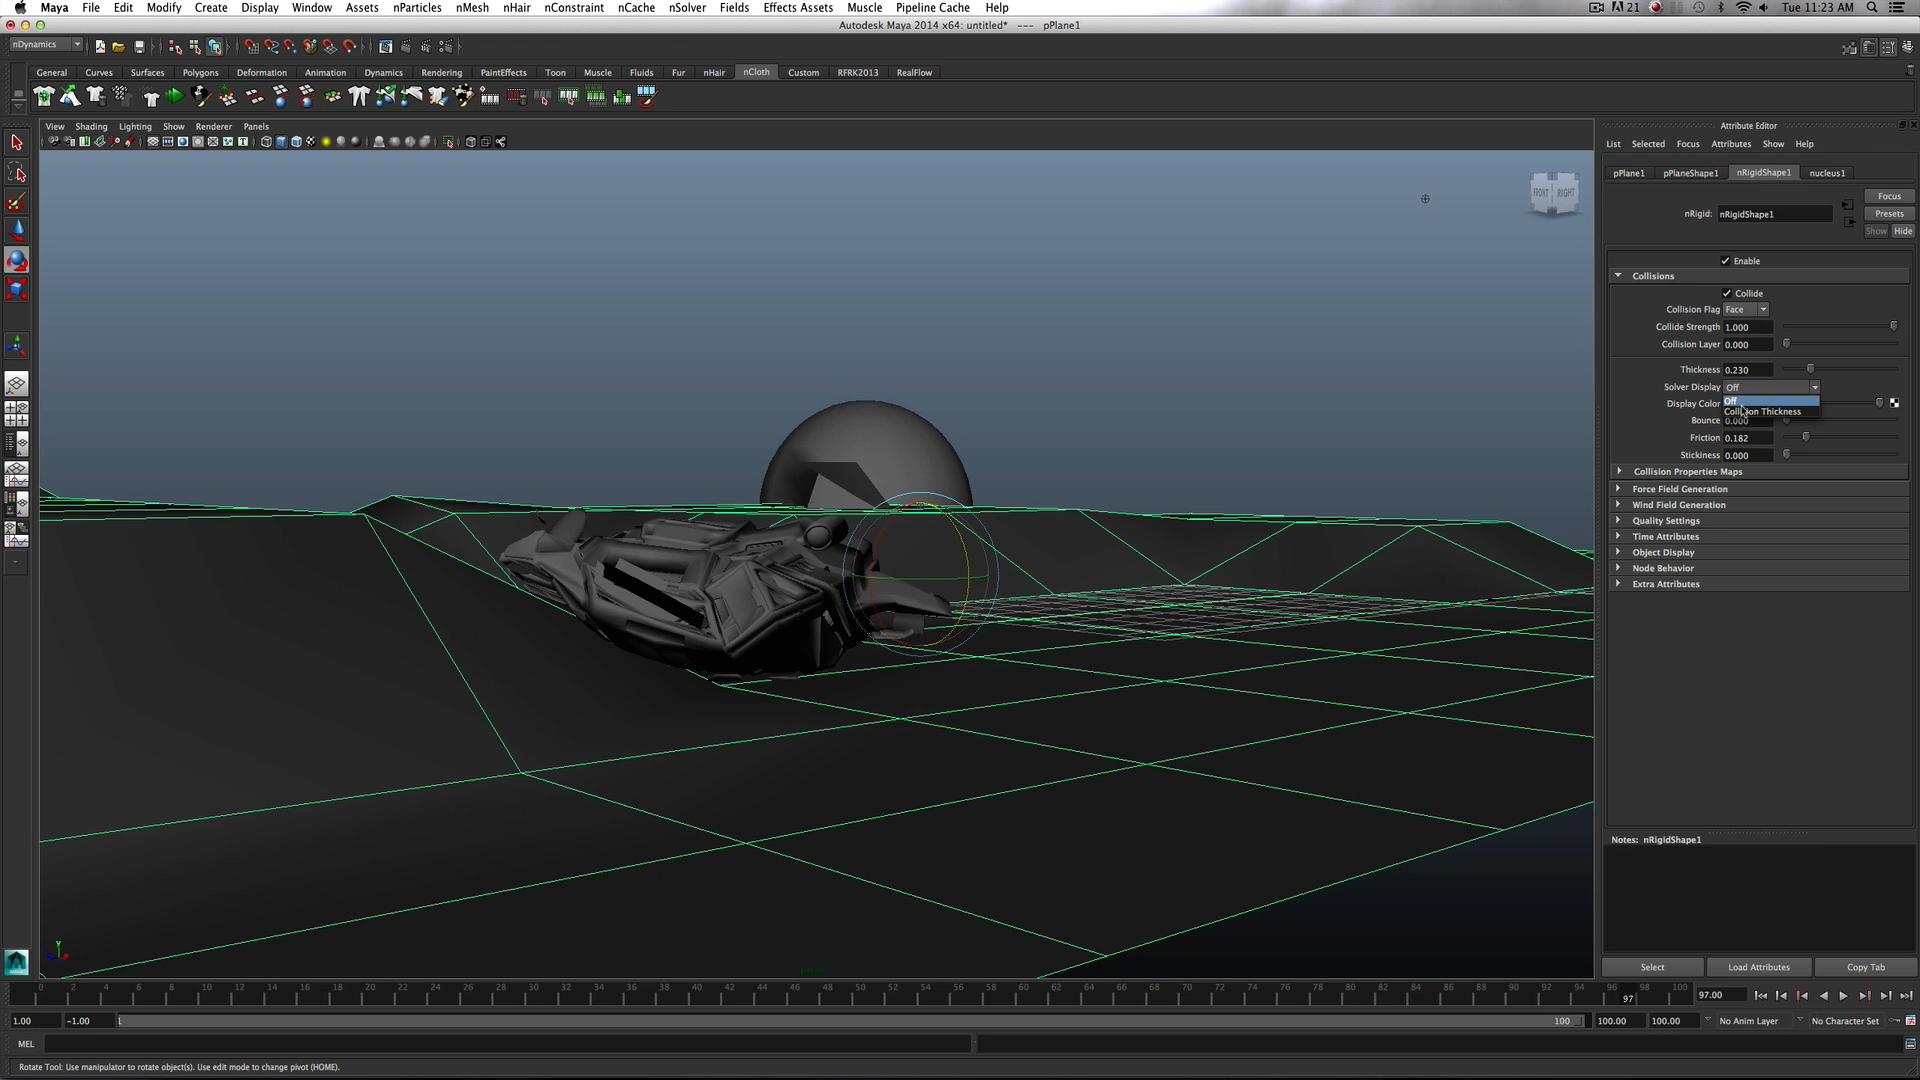 Maya File Edit Modify Create Display Window Assets nParticles nMesh nHair nConstraint nCache nSolver Fields Effects Assets Muscle Pipeline Cache Help 21 Tue 11:23 AM
Autodesk Maya 2014 x64: untitled* --- pPlane1
nDynamics
General Curves Surfaces Polygons Deformation Animation Dynamics Rendering PaintEffects Toon Muscle Fluids Fur nHair nCloth Custom RFRK2013 RealFlow
View Shading Lighting Show Renderer Panels
FRONT RIGHT
Attribute Editor
List Selected Focus Attributes Show Help
pPlane1 pPlaneShape1 nRigidShape1 nucleus1
Focus
nRigid: nRigidShape1 Presets
Show Hide
Enable
Collisions
Collide
Collision Flag Face
Collide Strength 1.000
Collision Layer 0.000
Thickness 0.230
Solver Display Off
Off
Display Color
Collision Thickness
Bounce 0.000
Friction 0.182
Stickiness 0.000
Collision Properties Maps
Force Field Generation
Wind Field Generation
Quality Settings
Time Attributes
Object Display
Node Behavior
Extra Attributes
Notes: nRigidShape1
Select Load Attributes Copy Tab
y
0 2 4 6 8 10 12 14 16 18 20 22 24 26 28 30 32 34 36 38 40 42 44 46 48 50 52 54 56 58 60 62 64 66 68 70 72 74 76 78 80 82 84 86 88 90 92 94 96 98 100
97 97.00
1.00 -1.00 1 100 100.00 100.00 No Anim Layer No Character Set
MEL
Rotate Tool: Use manipulator to rotate object(s). Use edit mode to change pivot (HOME).